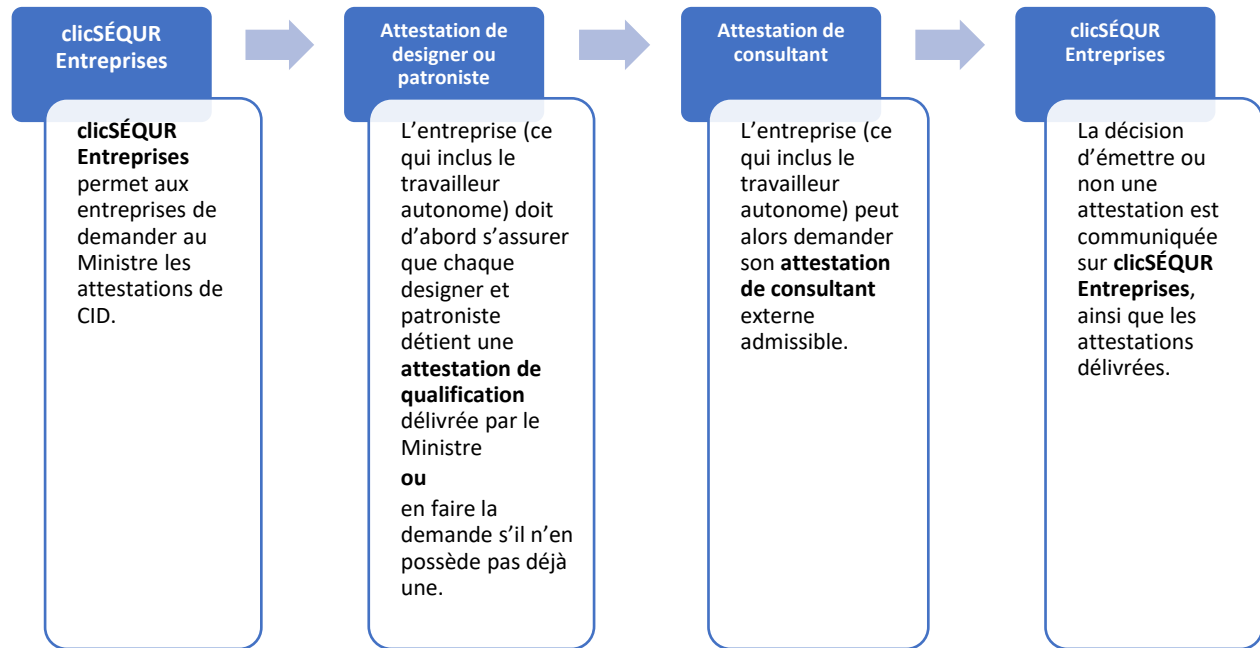 clicSÉQUR
Entreprises
clicSÉQUR
Entreprises
permet aux
entreprises de
demander au
Ministre les
attestations de
CID.
Attestation de
designer ou
patroniste
L'entreprise (ce
qui inclus le
travailleur
autonome) doit
d'abord s'assurer
que chaque
designer et
patroniste
détient une
attestation de
qualification
délivrée par le
Ministre
ou
en faire la
demande s'il n'en
possède pas déjà
une.
Attestation de
consultant
L'entreprise (ce
qui inclus le
travailleur
autonome) peut
alors demander
son attestation
de consultant
externe
admissible.
clicSÉQUR
Entreprises
La décision
d'émettre ou
non une
attestation est
communiquée
sur clicSÉQUR
Entreprises,
ainsi que les
attestations
délivrées.